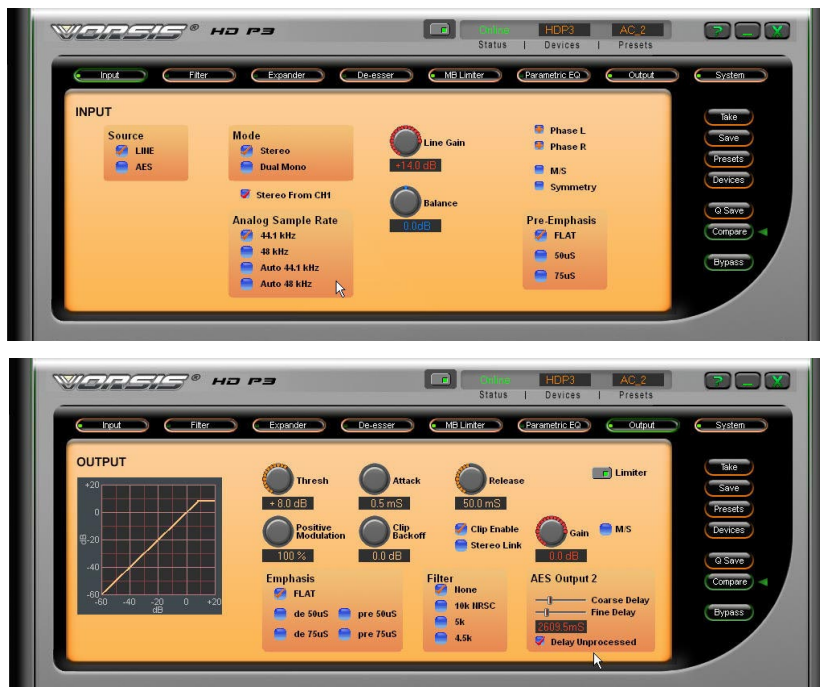 VORSIS® HD P3
Online HDP3 AC_2
Status | Devices | Presets
? _ X
Input Filter Expander De-esser MB Limiter Parametric EQ Output System
INPUT
Source
LINE
AES
Mode
Stereo
Dual Mono
Stereo From CH1
Analog Sample Rate
44.1 kHz
48 kHz
Auto 44.1 kHz
Auto 48 kHz
Line Gain
+14.0 dB
Balance
0.0dB
Phase L
Phase R
M/S
Symmetry
Pre-Emphasis
FLAT
50uS
75uS
Take
Save
Presets
Devices
Q Save
Compare
Bypass
VORSIS® HD P3
Online HDP3 AC_2
Status | Devices | Presets
? _ X
Input Filter Expander De-esser MB Limiter Parametric EQ Output System
OUTPUT
+20
0
-20
-40
-60
dB
-60 -40 -20 0 +20
dB
Thresh
+ 8.0 dB
Attack
0.5 mS
Release
50.0 mS
Limiter
Positive Modulation
100 %
Clip Backoff
0.0 dB
Clip Enable
Stereo Link
Gain
0.0 dB
M/S
Emphasis
FLAT
de 50uS pre 50uS
de 75uS pre 75uS
Filter
None
10k NRSC
5k
4.5k
AES Output 2
Coarse Delay
Fine Delay
2609.5mS
Delay Unprocessed
Take
Save
Presets
Devices
Q Save
Compare
Bypass